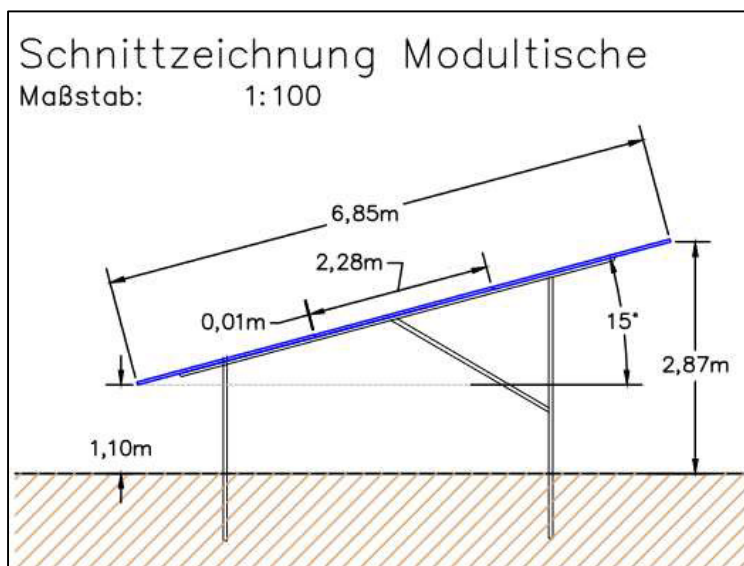 Schnittzeichnung Modultische
Maßstab: 1:100
6,85m
2,28m
0,01m
15°
2,87m
1,10m